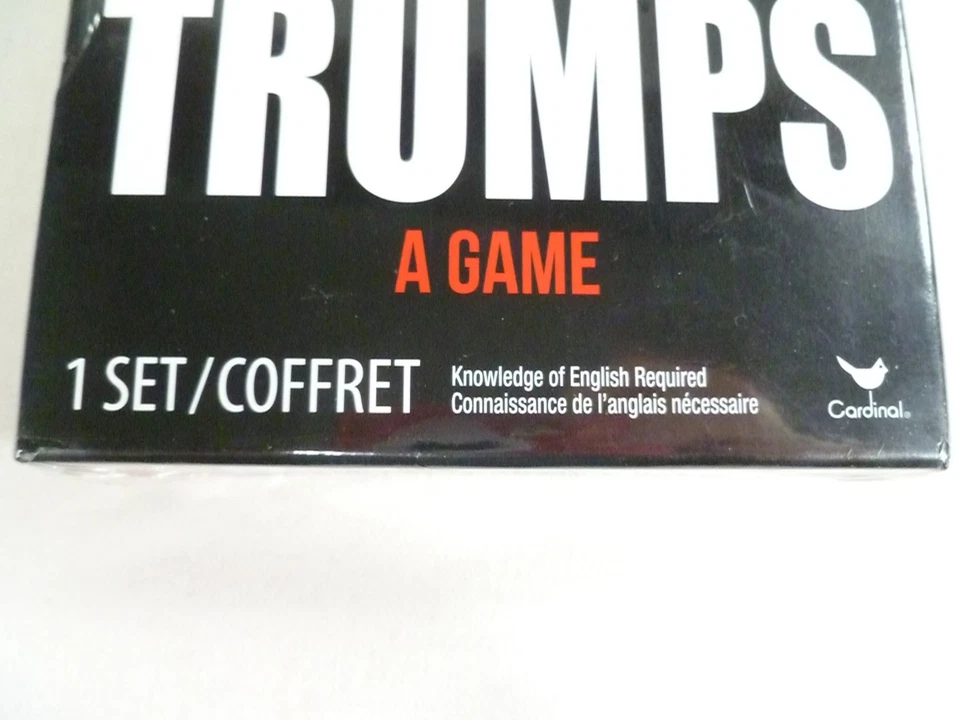 TRUMPS
A GAME
1 SET/COFFRET
Knowledge of English Required
Connaissance de l'anglais nécessaire
Cardinal®